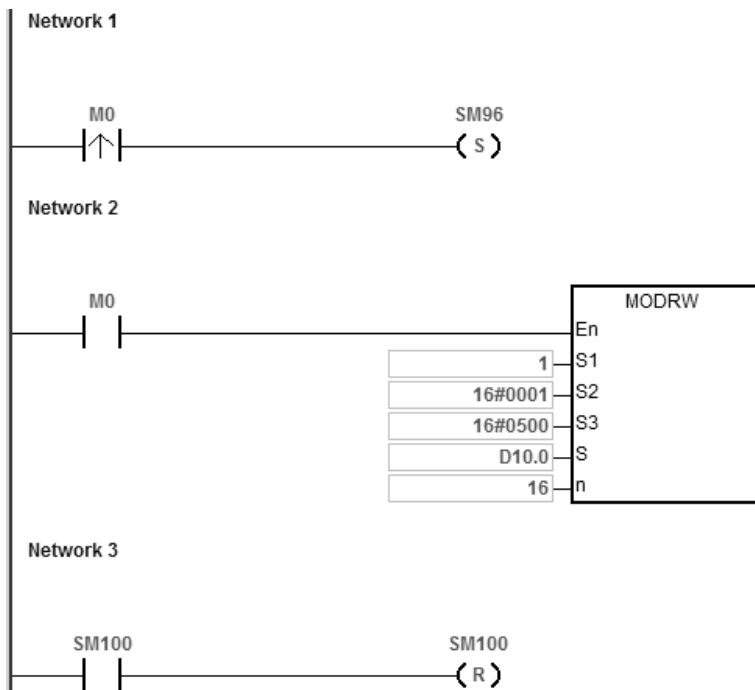 Network 1
M0 SM96
S
Network 2
M0 MODRW
En
1 S1
16#0001 S2
16#0500 S3
D10.0 S
16 n
Network 3
SM100 SM100
R